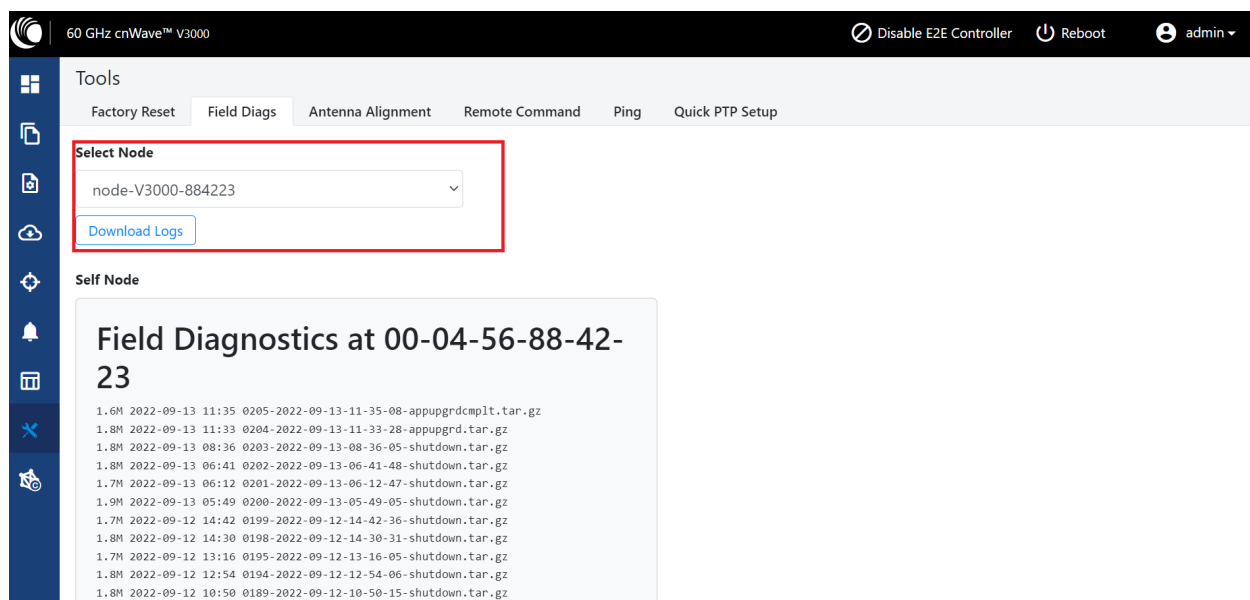 60 GHz cnWave™ V3000
Disable E2E Controller
Reboot
admin
Tools
Factory Reset
Field Diags
Antenna Alignment
Remote Command
Ping
Quick PTP Setup
Select Node
node-V3000-884223
Download Logs
Self Node
Field Diagnostics at 00-04-56-88-42-
23
1.6M 2022-09-13 11:35 0205-2022-09-13-11-35-08-appupgrdcmplt.tar.gz
1.8M 2022-09-13 11:33 0204-2022-09-13-11-33-28-appupgrd.tar.gz
1.8M 2022-09-13 08:36 0203-2022-09-13-08-36-05-shutdown.tar.gz
1.8M 2022-09-13 06:41 0202-2022-09-13-06-41-48-shutdown.tar.gz
1.7M 2022-09-13 06:12 0201-2022-09-13-06-12-47-shutdown.tar.gz
1.9M 2022-09-13 05:49 0200-2022-09-13-05-49-05-shutdown.tar.gz
1.7M 2022-09-12 14:42 0199-2022-09-12-14-42-36-shutdown.tar.gz
1.8M 2022-09-12 14:30 0198-2022-09-12-14-30-31-shutdown.tar.gz
1.7M 2022-09-12 13:16 0195-2022-09-12-13-16-05-shutdown.tar.gz
1.8M 2022-09-12 12:54 0194-2022-09-12-12-54-06-shutdown.tar.gz
1.8M 2022-09-12 10:50 0189-2022-09-12-10-50-15-shutdown.tar.gz